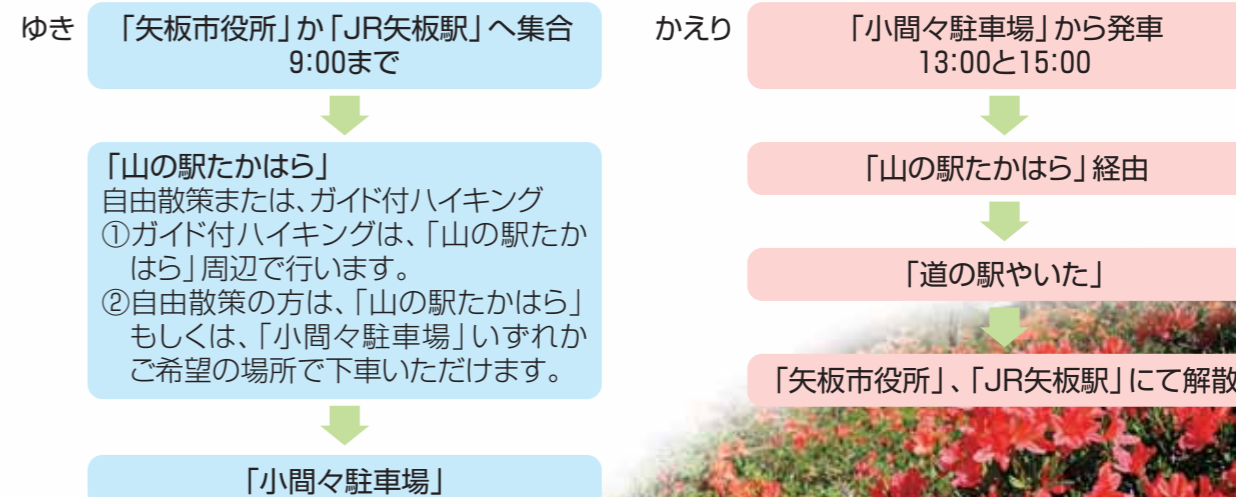 ゆき
「矢板市役所」か「JR矢板駅」へ集合
9:00まで
「山の駅たかはら」
自由散策または、ガイド付ハイキング
①ガイド付ハイキングは、「山の駅たか
はら」周辺で行います。
②自由散策の方は、「山の駅たかはら」
もしくは、「小間々駐車場」いずれか
ご希望の場所で下車いただけます。
「小間々駐車場」
かえり
「小間々駐車場」から発車
13:00と15:00
「山の駅たかはら」経由
「道の駅やいた」
「矢板市役所」、「JR矢板駅」にて解散